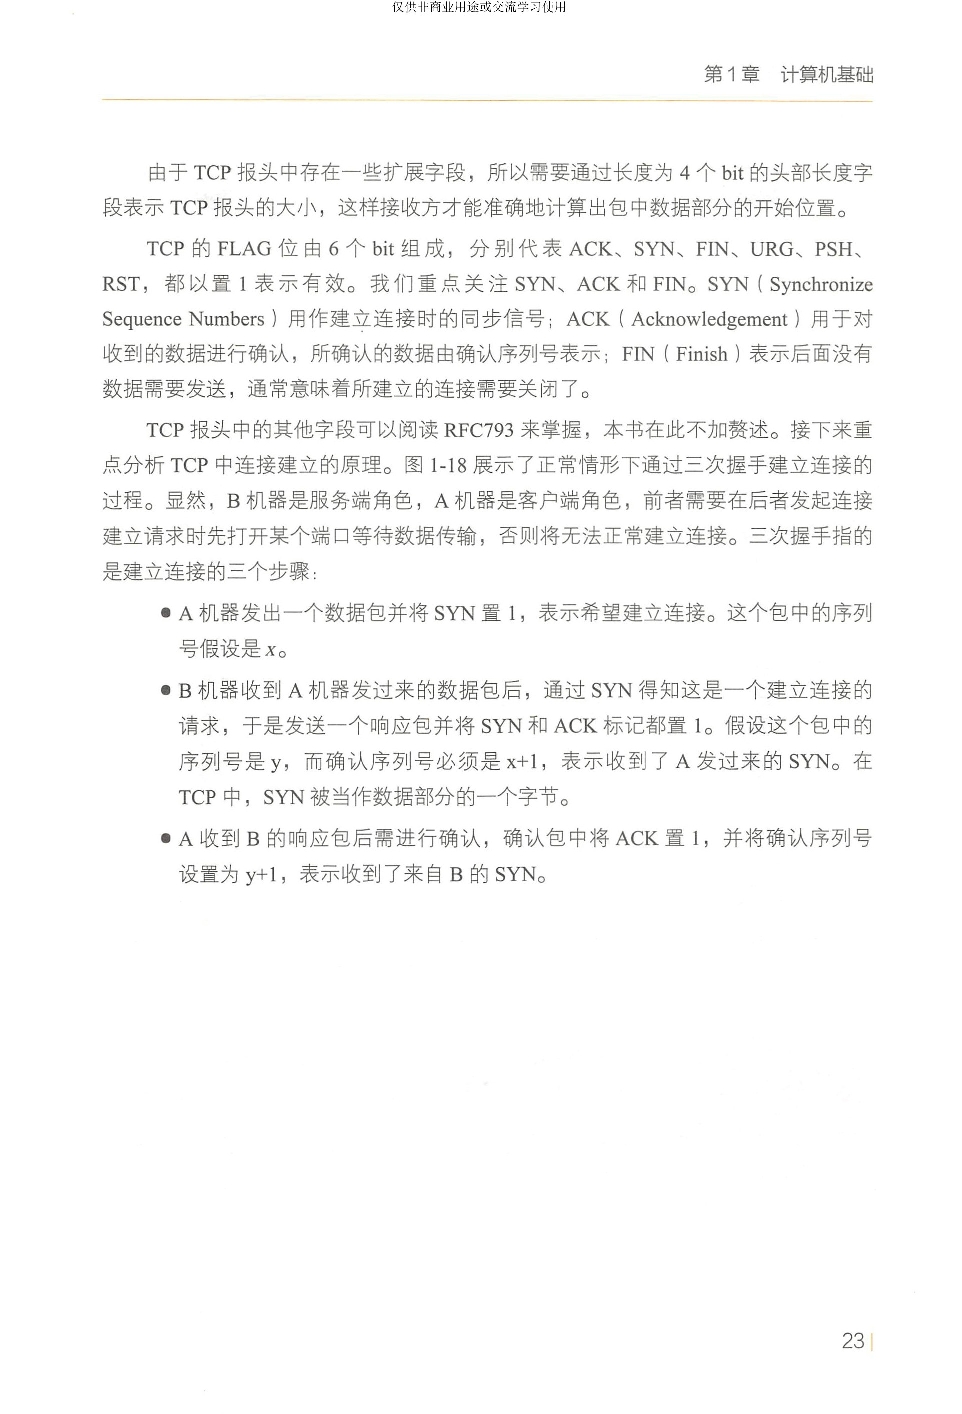 仅供非商业用途或交流学习使用
第 1 章 计算机基础
由于 TCP 报头中存在一些扩展字段，所以需要通过长度为 4 个 bit 的头部长度字
段表示 TCP 报头的大小，这样接收方才能准确地计算出包中数据部分的开始位置。
TCP 的 FLAG 位由 6 个 bit 组成，分别代表 ACK、SYN、FIN、URG、PSH、
RST，都以置 1 表示有效。我们重点关注 SYN、ACK 和 FIN。SYN（Synchronize
Sequence Numbers）用作建立连接时的同步信号；ACK（Acknowledgement）用于对
收到的数据进行确认，所确认的数据由确认序列号表示；FIN（Finish）表示后面没有
数据需要发送，通常意味着所建立的连接需要关闭了。
TCP 报头中的其他字段可以阅读 RFC793 来掌握，本书在此不加赘述。接下来重
点分析 TCP 中连接建立的原理。图 1-18 展示了正常情形下通过三次握手建立连接的
过程。显然，B 机器是服务端角色，A 机器是客户端角色，前者需要在后者发起连接
建立请求时先打开某个端口等待数据传输，否则将无法正常建立连接。三次握手指的
是建立连接的三个步骤：
● A 机器发出一个数据包并将 SYN 置 1，表示希望建立连接。这个包中的序列
号假设是 x。
● B 机器收到 A 机器发过来的数据包后，通过 SYN 得知这是一个建立连接的
请求，于是发送一个响应包并将 SYN 和 ACK 标记都置 1。假设这个包中的
序列号是 y，而确认序列号必须是 x+1，表示收到了 A 发过来的 SYN。在
TCP 中，SYN 被当作数据部分的一个字节。
● A 收到 B 的响应包后需进行确认，确认包中将 ACK 置 1，并将确认序列号
设置为 y+1，表示收到了来自 B 的 SYN。
23